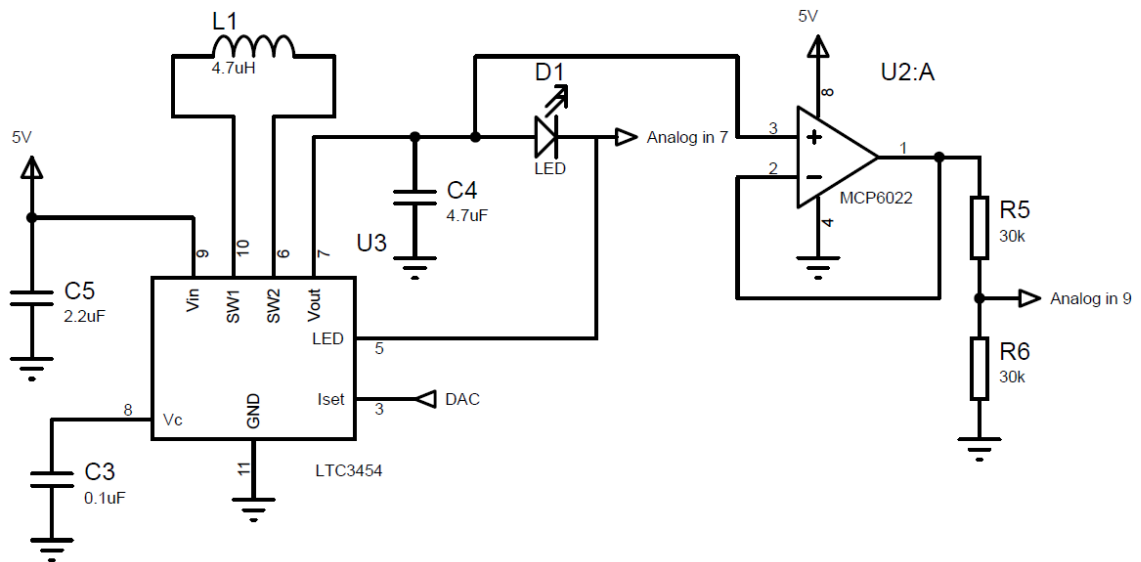 L1
4.7uH
5V
D1
LED
Analog in 7
5V
U2:A
8
3
+
2
-
1
MCP6022
4
R5
30k
Analog in 9
R6
30k
C4
4.7uF
U3
C5
2.2uF
9
10
6
7
Vin
SW1
SW2
Vout
LED
5
Iset
3
DAC
8
Vc
GND
11
LTC3454
C3
0.1uF